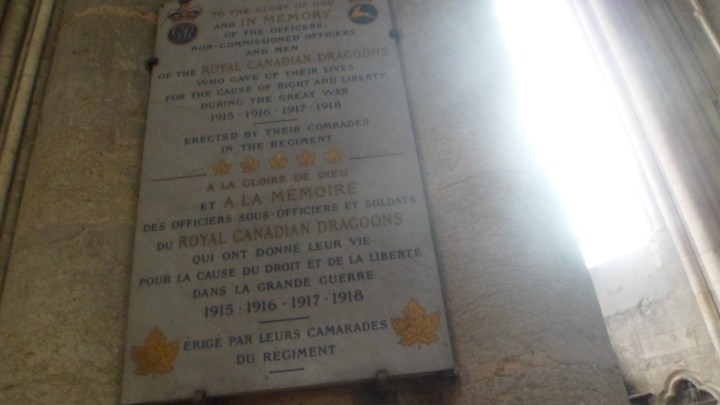 TO THE GLORY OF GOD
AND IN MEMORY
OF THE OFFICERS,
NON-COMMISSIONED OFFICERS
AND MEN
OF THE ROYAL CANADIAN DRAGOONS
WHO GAVE UP THEIR LIVES
FOR THE CAUSE OF RIGHT AND LIBERTY
DURING THE GREAT WAR
1915 · 1916 · 1917 · 1918
ERECTED BY THEIR COMRADES
IN THE REGIMENT
A LA GLOIRE DE DIEU
ET A LA MEMOIRE
DES OFFICIERS SOUS-OFFICIERS ET SOLDATS
DU ROYAL CANADIAN DRAGOONS
QUI ONT DONNÉ LEUR VIE
POUR LA CAUSE DU DROIT ET DE LA LIBERTÉ
DANS LA GRANDE GUERRE
1915 · 1916 · 1917 · 1918
ÉRIGÉ PAR LEURS CAMARADES
DU RÉGIMENT